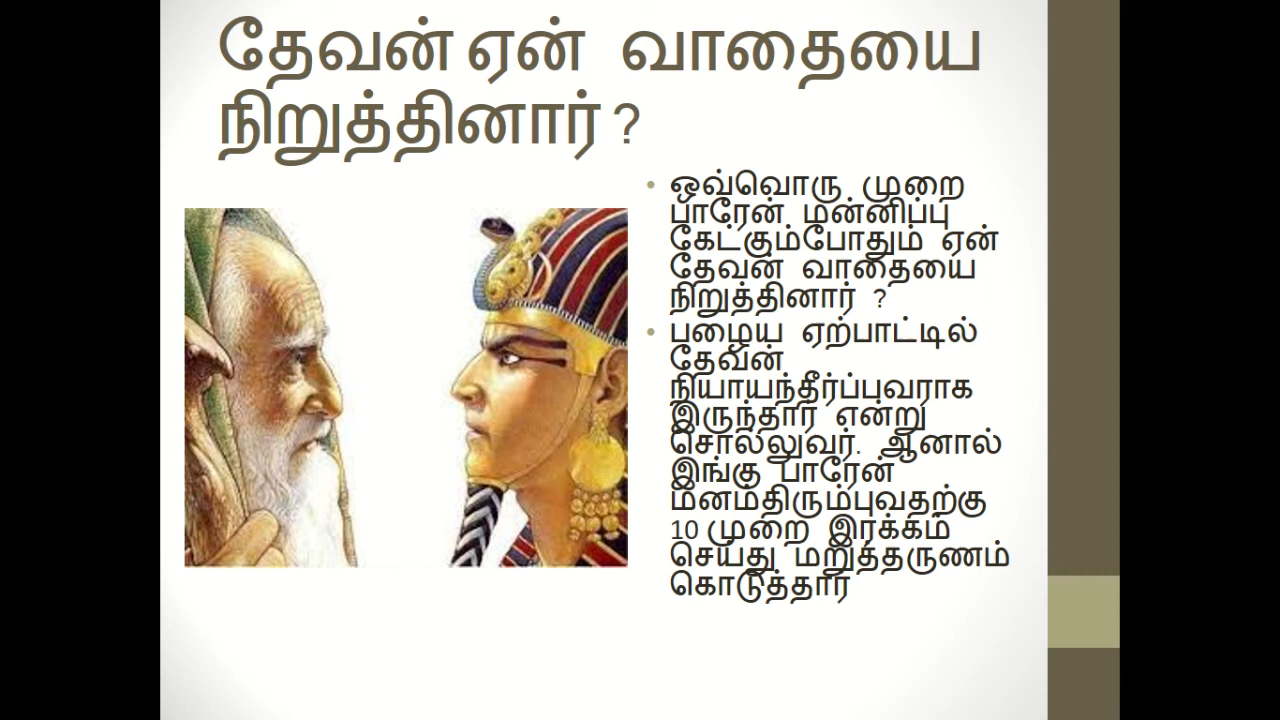 தேவன் ஏன் வாதையை
நிறுத்தினார் ?
• ஒவ்வொரு முறை
பாரேன் மன்னிப்பு
கேட்கும்போதும் ஏன்
தேவன் வாதையை
நிறுத்தினார் ?
• பழைய ஏற்பாட்டில்
தேவன்
நியாயந்தீர்ப்பவராக
இருந்தார் என்று
சொல்லுவர். ஆனால்
இங்கு பாரேன்
மனம்திரும்புவதற்கு
10 முறை இரக்கம்
செய்து மறுத்தருணம்
கொடுத்தார்